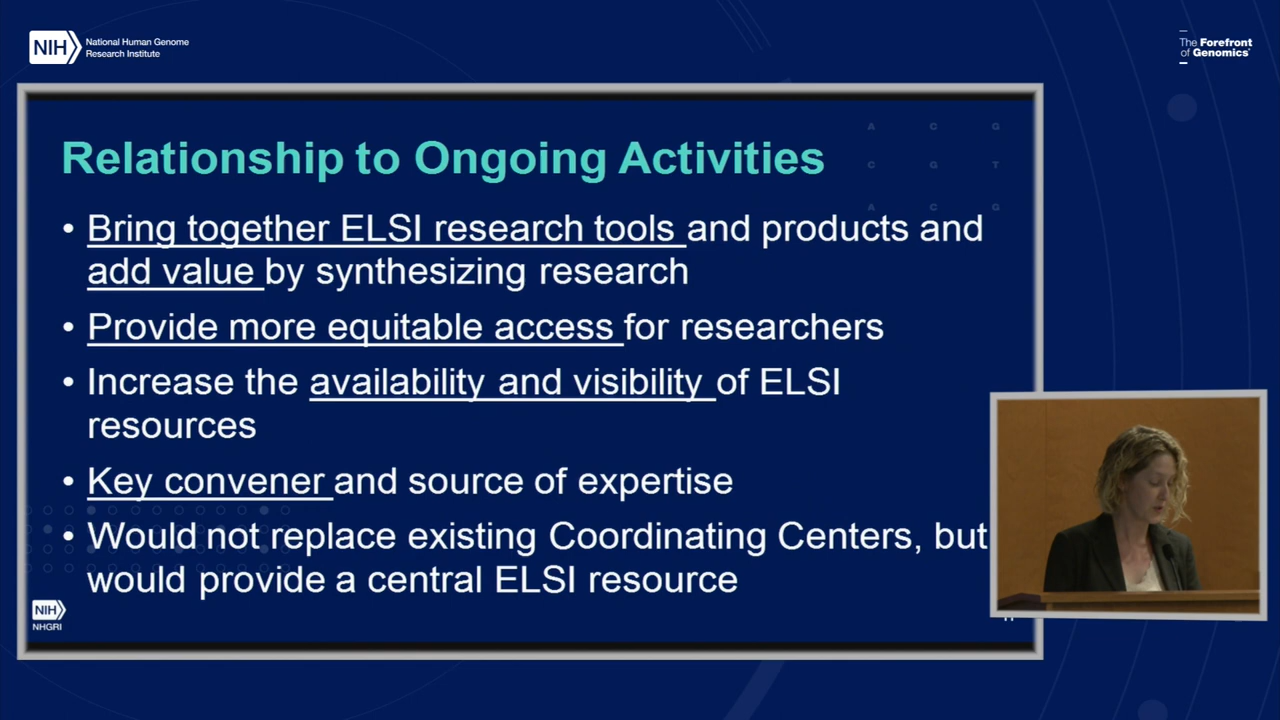 NIH
National Human Genome
Research Institute
The Forefront
of Genomics®
A C G
C G T
A C G
Relationship to Ongoing Activities
• Bring together ELSI research tools and products and
add value by synthesizing research
• Provide more equitable access for researchers
• Increase the availability and visibility of ELSI
resources
• Key convener and source of expertise
• Would not replace existing Coordinating Centers, but
would provide a central ELSI resource
NIH
NHGRI